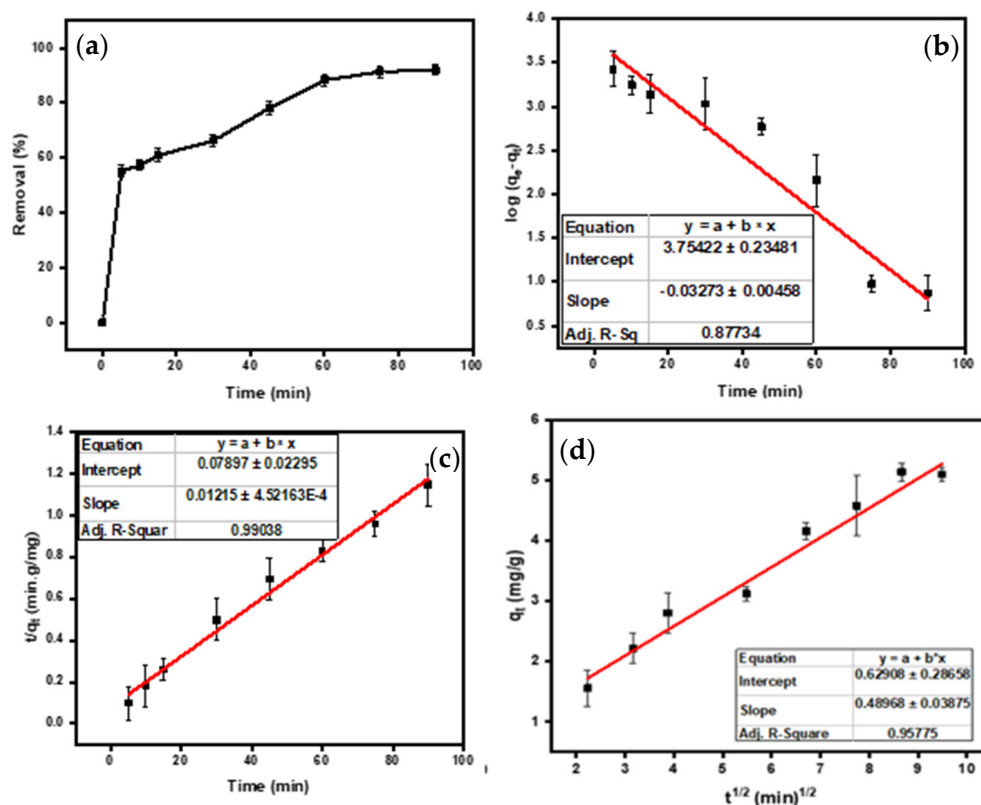 (a)
100
80
60
40
20
0
Removal (%)
0 20 40 60 80 100
Time (min)
(b)
4.0
3.5
3.0
2.5
2.0
1.5
1.0
0.5
log (qe-qt)
Equation y = a + b * x
Intercept 3.75422 ± 0.23481
Slope -0.03273 ± 0.00458
Adj. R-Sq 0.87734
0 20 40 60 80 100
Time (min)
(c)
1.4
1.2
1.0
0.8
0.6
0.4
0.2
0.0
t/qt (min.g/mg)
Equation y = a + b * x
Intercept 0.07897 ± 0.02295
Slope 0.01215 ± 4.52163E-4
Adj. R-Squar 0.99038
0 20 40 60 80 100
Time (min)
(d)
6
5
4
3
2
1
qt (mg/g)
Equation y = a + b*x
Intercept 0.62908 ± 0.28658
Slope 0.48968 ± 0.03875
Adj. R-Square 0.95775
2 3 4 5 6 7 8 9 10
t1/2 (min)1/2